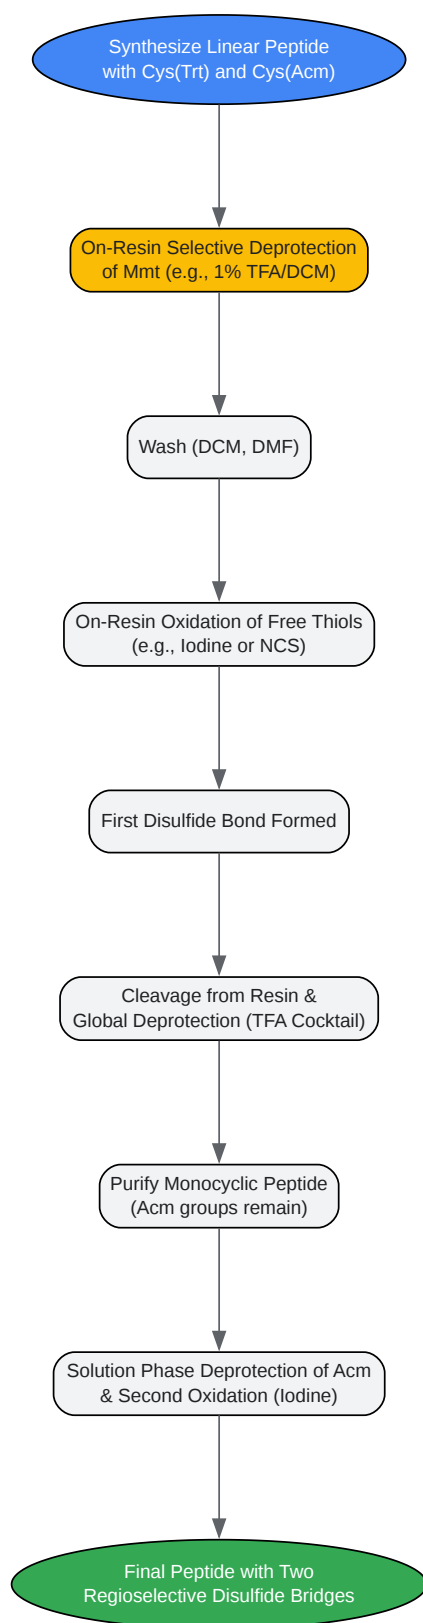 Synthesize Linear Peptide
with Cys(Trt) and Cys(Acm)
On-Resin Selective Deprotection
of Mmt (e.g., 1% TFA/DCM)
Wash (DCM, DMF)
On-Resin Oxidation of Free Thiols
(e.g., Iodine or NCS)
First Disulfide Bond Formed
Cleavage from Resin &
Global Deprotection (TFA Cocktail)
Purify Monocyclic Peptide
(Acm groups remain)
Solution Phase Deprotection of Acm
& Second Oxidation (Iodine)
Final Peptide with Two
Regioselective Disulfide Bridges